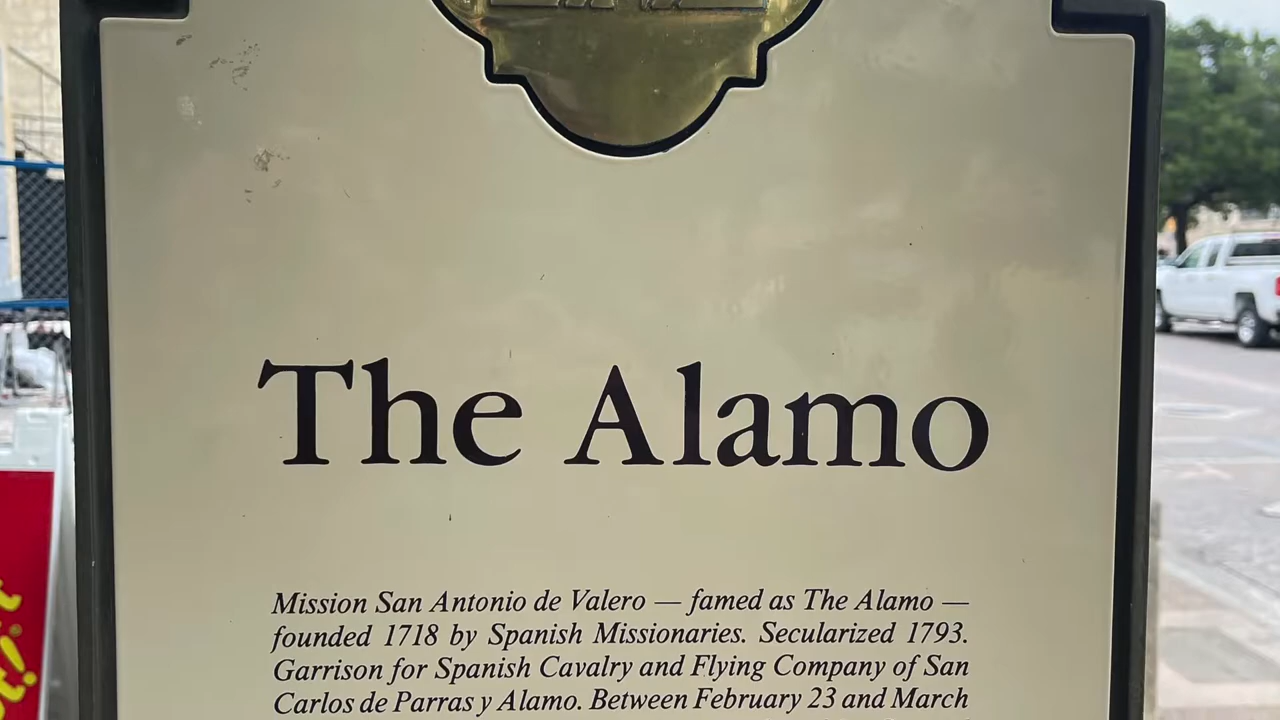 The Alamo
Mission San Antonio de Valero — famed as The Alamo —
founded 1718 by Spanish Missionaries. Secularized 1793.
Garrison for Spanish Cavalry and Flying Company of San
Carlos de Parras y Alamo. Between February 23 and March